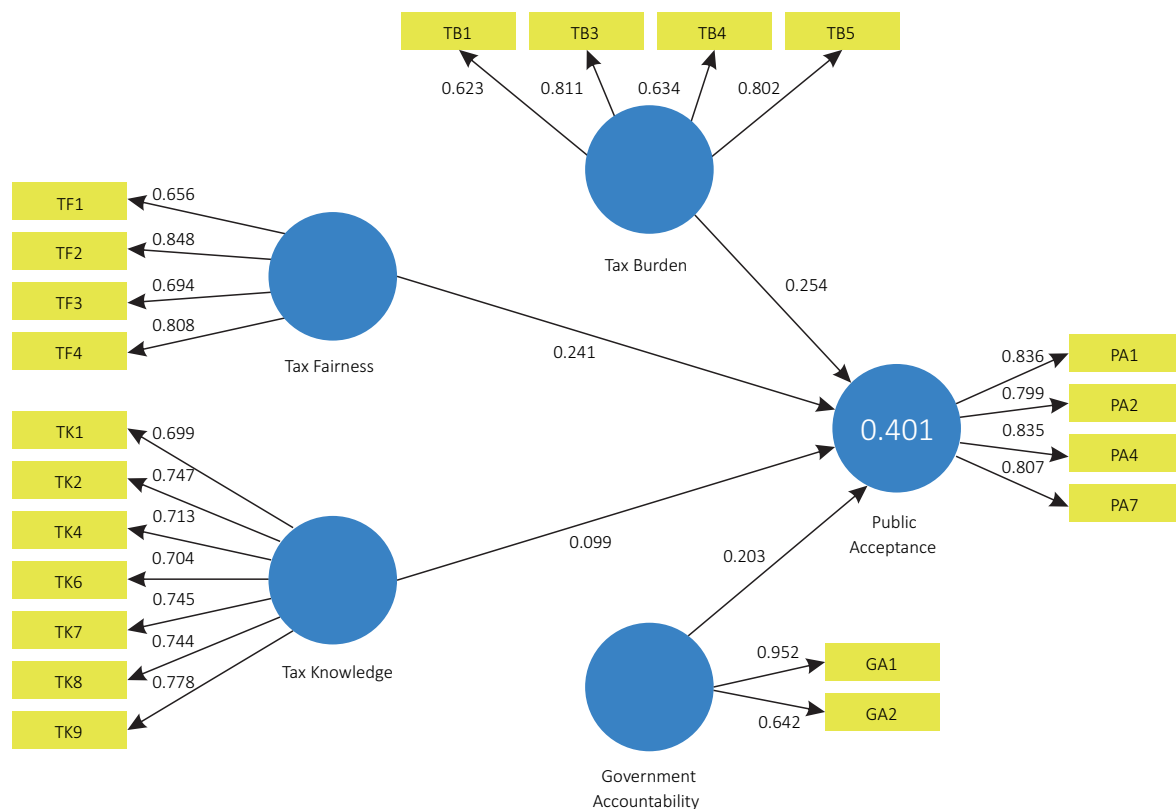 TB1
TB3
TB4
TB5
0.623
0.811
0.634
0.802
Tax Burden
TF1
TF2
TF3
TF4
0.656
0.848
0.694
0.808
Tax Fairness
0.254
0.241
TK1
TK2
TK4
TK6
TK7
TK8
TK9
0.699
0.747
0.713
0.704
0.745
0.744
0.778
Tax Knowledge
0.099
0.203
0.401
Public
Acceptance
0.836
0.799
0.835
0.807
PA1
PA2
PA4
PA7
0.952
0.642
GA1
GA2
Government
Accountability